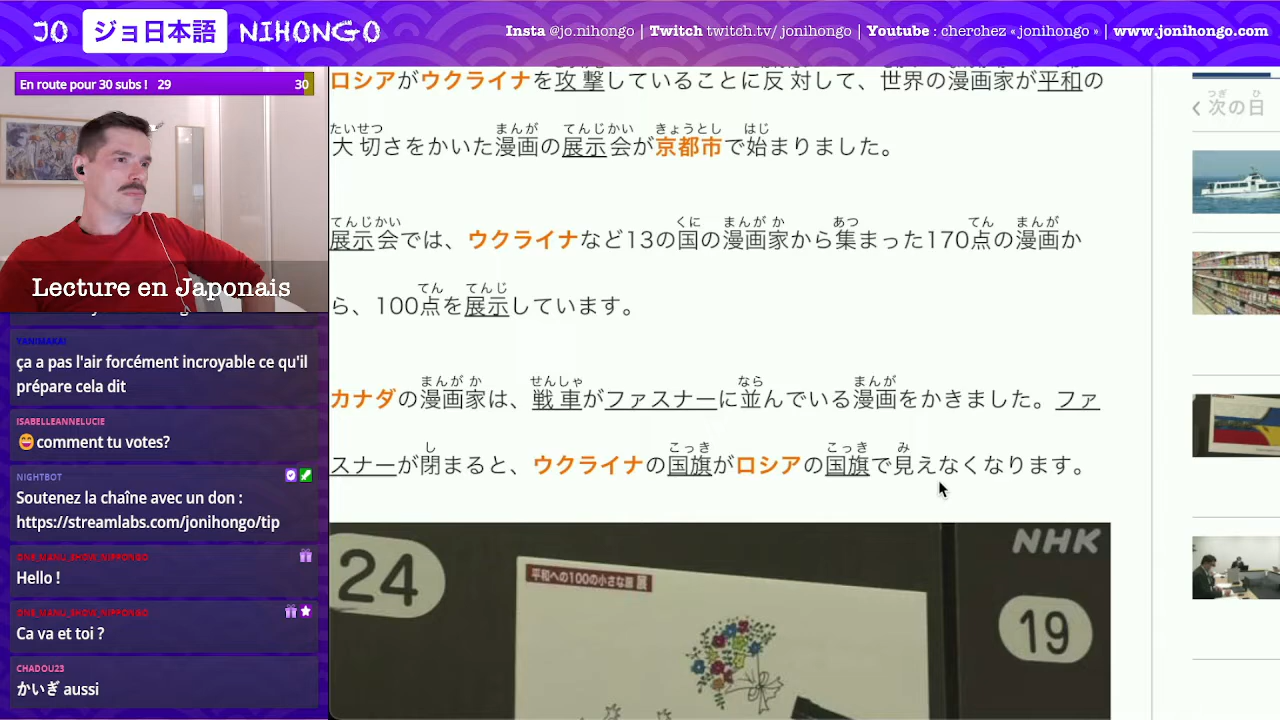 JO ジョ日本語 NIHONGO
Insta @jo.nihongo | Twitch twitch.tv/ jonihongo | Youtube : cherchez « jonihongo » | www.jonihongo.com
En route pour 30 subs ! 29 30
Lecture en Japonais
YANIMAKAI
ça a pas l'air forcément incroyable ce qu'il
prépare cela dit
ISABELLEANNELUCIE
😄comment tu votes?
NIGHTBOT
Soutenez la chaîne avec un don :
https://streamlabs.com/jonihongo/tip
ONE_MANU_SHOW_NIPPONGO
Hello !
ONE_MANU_SHOW_NIPPONGO
Ca va et toi ?
CHADOU23
かいぎ aussi
ロシアがウクライナを攻撃していることに反対して、世界の漫画家が平和の
たいせつ まんが てんじかい きょうとし はじ
大切さをかいた漫画の展示会が京都市で始まりました。
てんじかい くに まんがか あつ てん まんが
展示会では、ウクライナなど13の国の漫画家から集まった170点の漫画か
てん てんじ
ら、100点を展示しています。
まんがか せんしゃ なら まんが
カナダの漫画家は、戦車がファスナーに並んでいる漫画をかきました。ファ
し こっき こっき み
スナーが閉まると、ウクライナの国旗がロシアの国旗で見えなくなります。
NHK
24
平和への100の小さな展
19
つぎ ひ
次の日